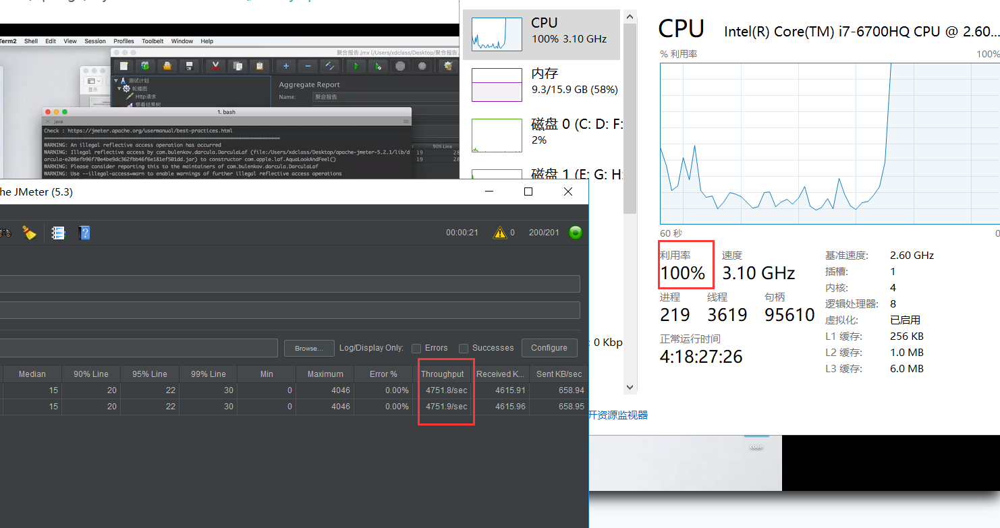 Term2 Shell Edit View Session Profiles Toolbelt Window Help
聚合报告.jmx (/Users/xdclass/Desktop/聚合报告.
测试计划
轮播图
Http请求
察看结果树
显示
Aggregate Report
Name: 聚合报告
1. bash
java
Check : https://jmeter.apache.org/usermanual/best-practices.html
================================================================================
WARNING: An illegal reflective access operation has occurred
WARNING: Illegal reflective access by com.bulenkov.darcula.DarculaLaf (file:/Users/xdclass/Desktop/apache-jmeter-5.2.1/lib/d
arcula-e208efb96f70e4be9dc362fbb46f6e181ef501dd.jar) to constructor com.apple.laf.AquaLookAndFeel()
WARNING: Please consider reporting this to the maintainers of com.bulenkov.darcula.DarculaLaf
WARNING: Use --illegal-access=warn to enable warnings of further illegal reflective access operations
90% Line
19 28
19 28
he JMeter (5.3)
00:00:21 0 200/201
Browse... Log/Display Only: Errors Successes Configure
Median 90% Line 95% Line 99% Line Min Maximum Error % Throughput Received K... Sent KB/sec
15 20 22 30 0 4046 0.00% 4751.8/sec 4615.91 658.94
15 20 22 30 0 4046 0.00% 4751.9/sec 4615.96 658.95
CPU
100% 3.10 GHz
内存
9.3/15.9 GB (58%)
磁盘 0 (C: D: F:
2%
磁盘 1 (E: G: H:
: 0 Kbp
开资源监视器
CPU Intel(R) Core(TM) i7-6700HQ CPU @ 2.60...
% 利用率 100%
60 秒 0
利用率 速度
100% 3.10 GHz
进程 线程 句柄
219 3619 95610
正常运行时间
4:18:27:26
基准速度: 2.60 GHz
插槽: 1
内核: 4
逻辑处理器: 8
虚拟化: 已启用
L1 缓存: 256 KB
L2 缓存: 1.0 MB
L3 缓存: 6.0 MB
code